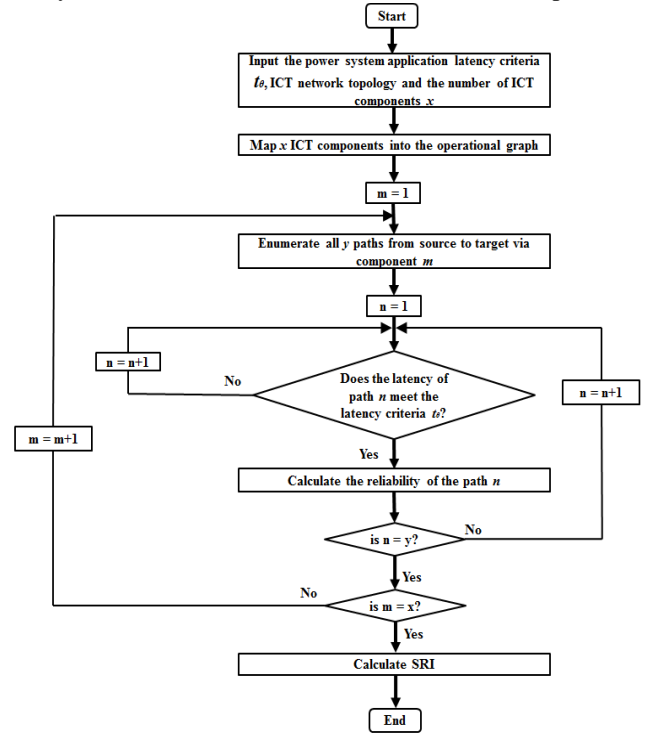 Start
Input the power system application latency criteria
tθ, ICT network topology and the number of ICT
components x
Map x ICT components into the operational graph
m = 1
Enumerate all y paths from source to target via
component m
n = 1
n = n+1
No
Does the latency of
path n meet the
latency criteria tθ?
n = n+1
m = m+1
Yes
Calculate the reliability of the path n
is n = y?
No
Yes
No
is m = x?
Yes
Calculate SRI
End